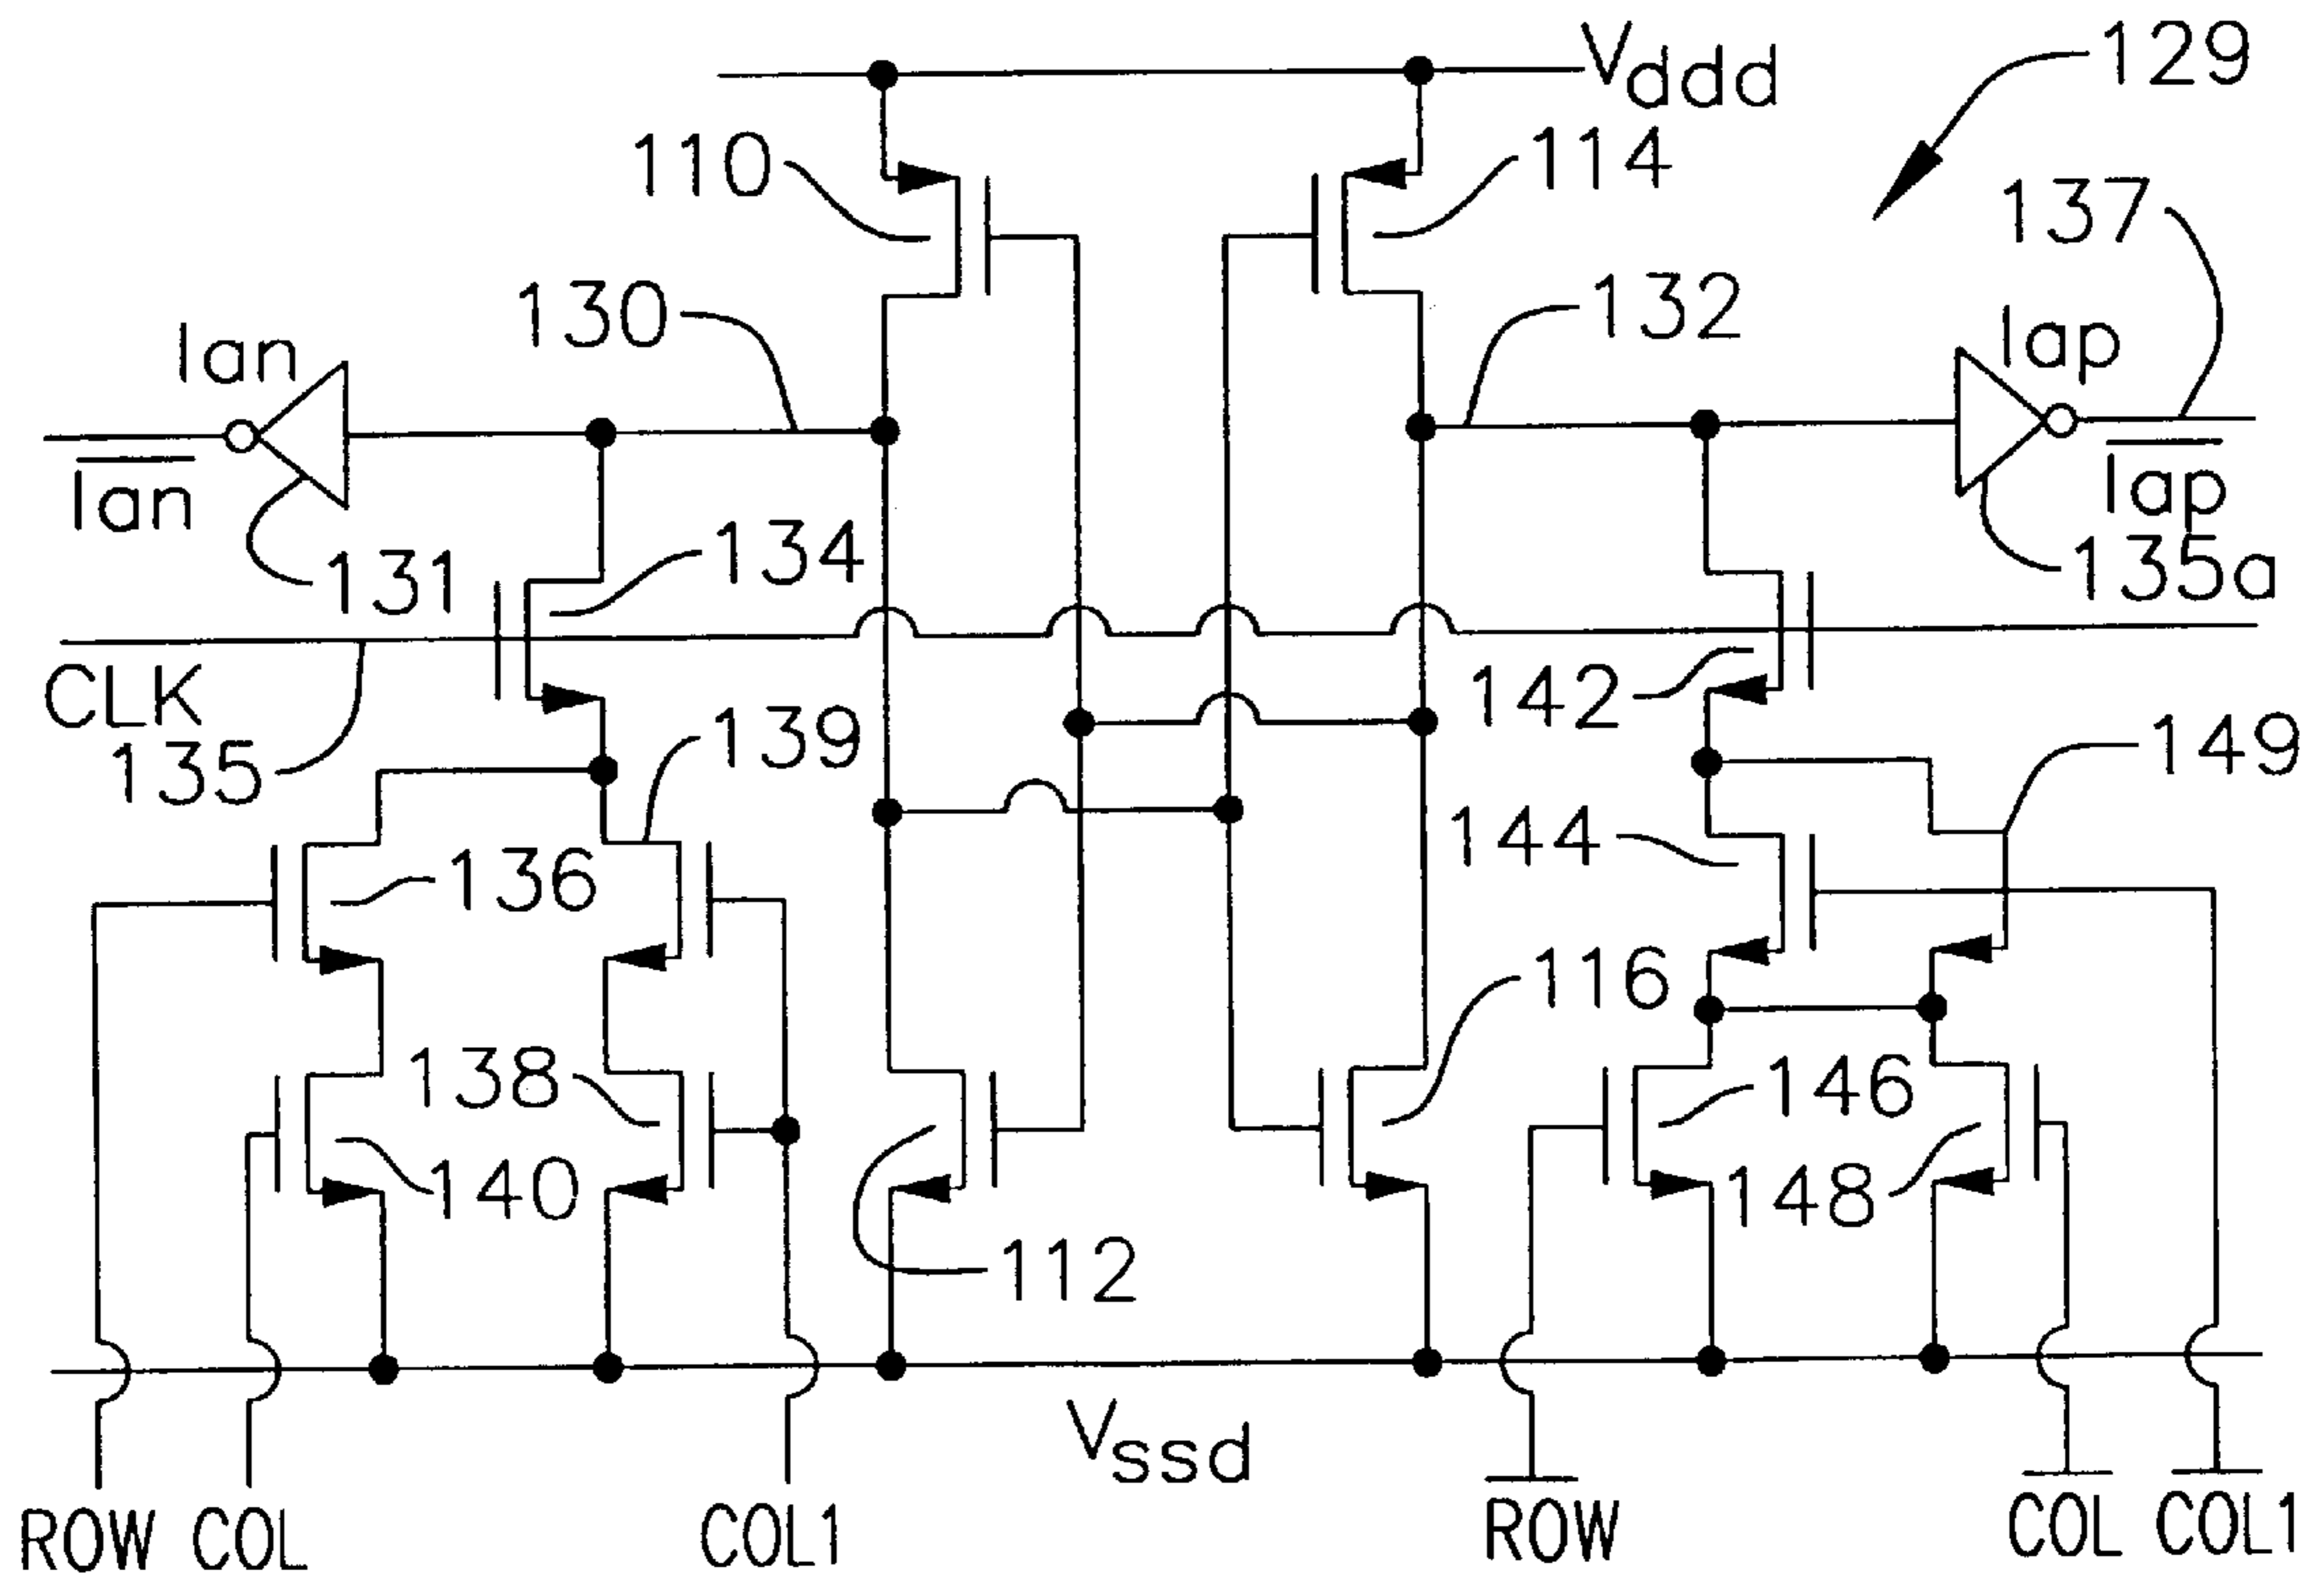 Vddd
129
110
114
137
130
132
Ian
Iap
Ian
Iap
131
134
135a
CLK
142
135
139
149
144
136
116
138
146
140
148
112
Vssd
ROW COL
COL1
ROW
COL COL1